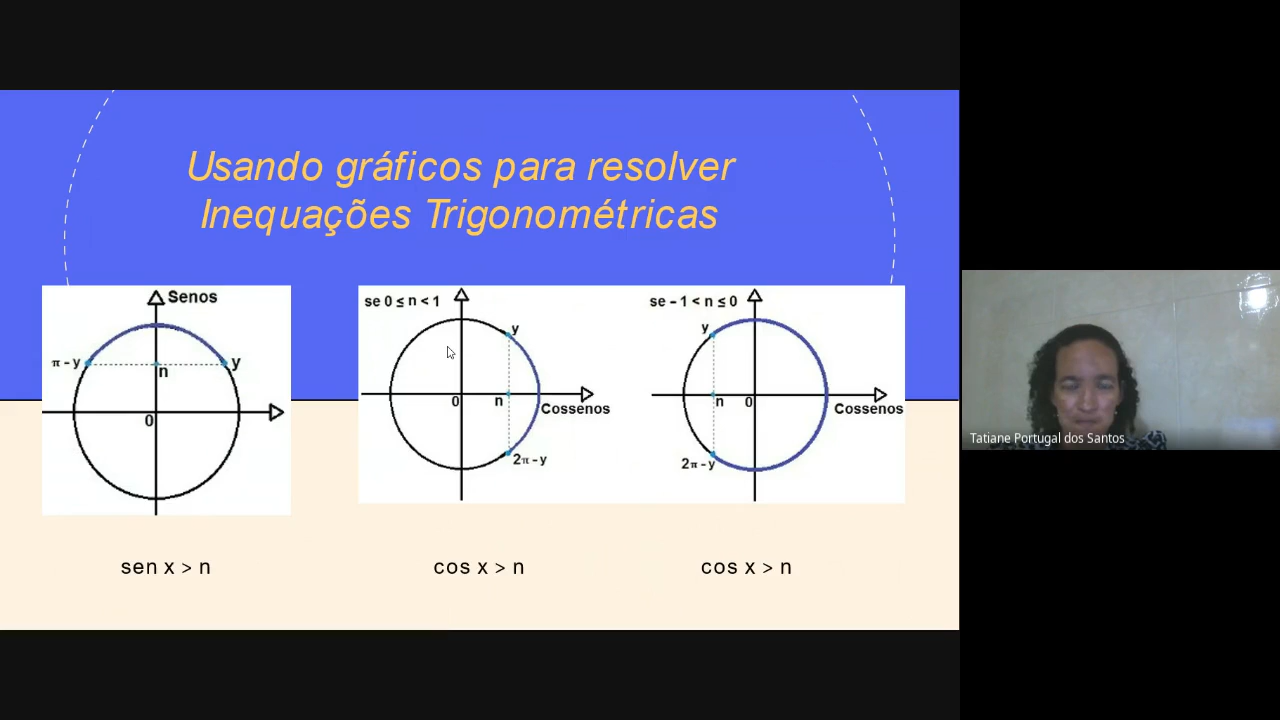 Usando gráficos para resolver
Inequações Trigonométricas
Senos
π - y
y
n
0
sen x > n
se 0 ≤ n < 1
y
0
n
Cossenos
2π - y
cos x > n
se - 1 < n ≤ 0
y
n
0
Cossenos
2π - y
cos x > n
Tatiane Portugal dos Santos